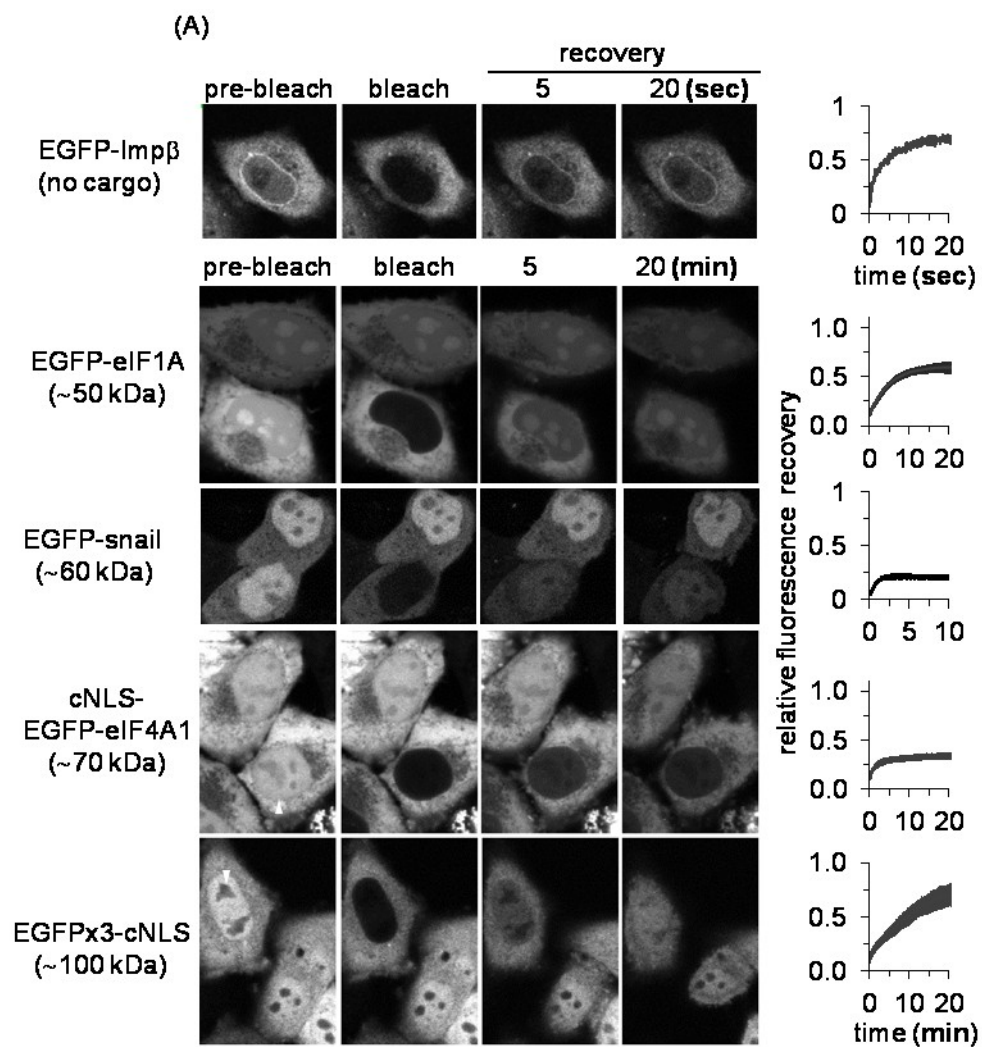 (A)
recovery
pre-bleach bleach 5 20 (sec)
EGFP-Impβ
(no cargo)
1
0.5
0
0 10 20
time (sec)
pre-bleach bleach 5 20 (min)
EGFP-eIF1A
(~50 kDa)
1.0
0.5
0.0
0 10 20
EGFP-snail
(~60 kDa)
1
0.5
0
0 5 10
cNLS-
EGFP-eIF4A1
(~70 kDa)
1.0
0.5
0.0
0 10 20
EGFPx3-cNLS
(~100 kDa)
1.0
0.5
0.0
0 10 20
time (min)
relative fluorescence recovery